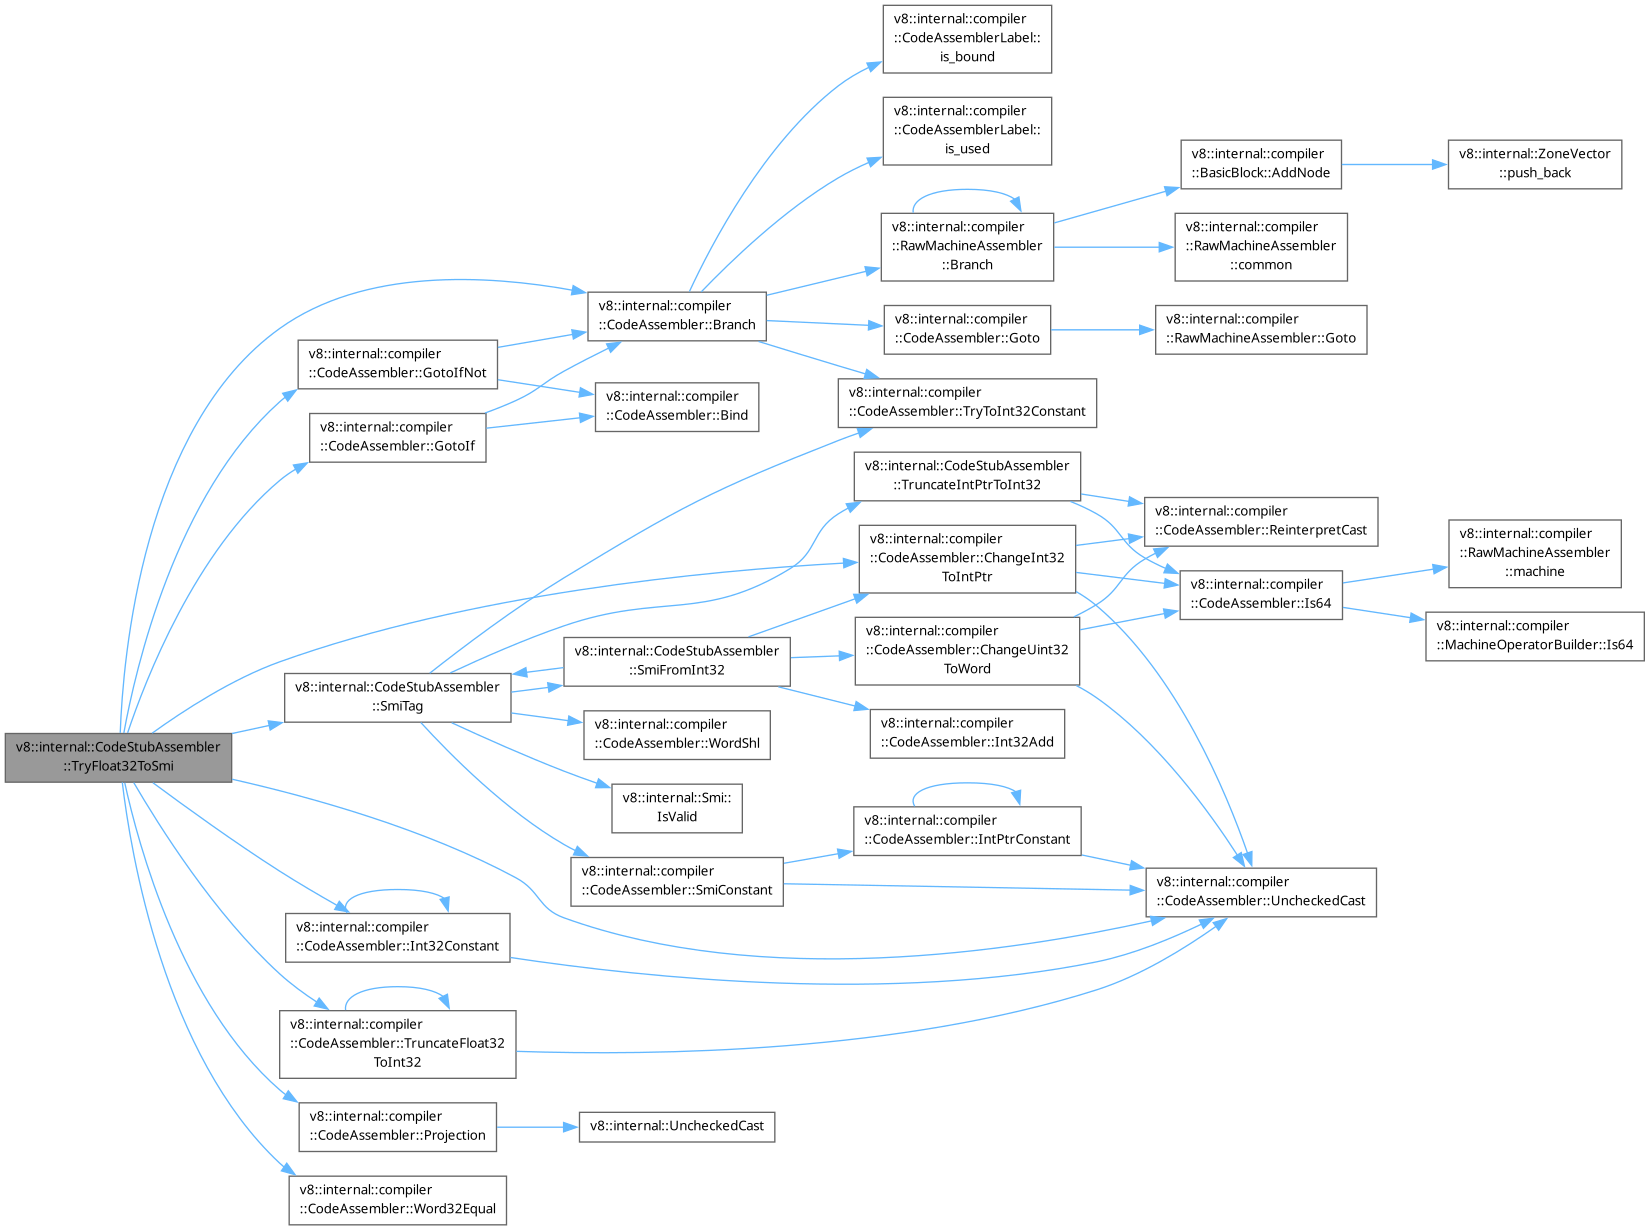 v8::internal::compiler
::CodeAssemblerLabel::
is_bound
v8::internal::compiler
::CodeAssemblerLabel::
is_used
v8::internal::compiler
::BasicBlock::AddNode
v8::internal::ZoneVector
::push_back
v8::internal::compiler
::RawMachineAssembler
::Branch
v8::internal::compiler
::RawMachineAssembler
::common
v8::internal::compiler
::CodeAssembler::Branch
v8::internal::compiler
::CodeAssembler::Goto
v8::internal::compiler
::RawMachineAssembler::Goto
v8::internal::compiler
::CodeAssembler::GotoIfNot
v8::internal::compiler
::CodeAssembler::Bind
v8::internal::compiler
::CodeAssembler::TryToInt32Constant
v8::internal::compiler
::CodeAssembler::GotoIf
v8::internal::CodeStubAssembler
::TruncateIntPtrToInt32
v8::internal::compiler
::CodeAssembler::ReinterpretCast
v8::internal::compiler
::CodeAssembler::ChangeInt32
ToIntPtr
v8::internal::compiler
::RawMachineAssembler
::machine
v8::internal::compiler
::CodeAssembler::Is64
v8::internal::compiler
::MachineOperatorBuilder::Is64
v8::internal::CodeStubAssembler
::SmiFromInt32
v8::internal::compiler
::CodeAssembler::ChangeUint32
ToWord
v8::internal::CodeStubAssembler
::SmiTag
v8::internal::compiler
::CodeAssembler::WordShl
v8::internal::compiler
::CodeAssembler::Int32Add
v8::internal::CodeStubAssembler
::TryFloat32ToSmi
v8::internal::Smi::
IsValid
v8::internal::compiler
::CodeAssembler::IntPtrConstant
v8::internal::compiler
::CodeAssembler::SmiConstant
v8::internal::compiler
::CodeAssembler::UncheckedCast
v8::internal::compiler
::CodeAssembler::Int32Constant
v8::internal::compiler
::CodeAssembler::TruncateFloat32
ToInt32
v8::internal::compiler
::CodeAssembler::Projection
v8::internal::UncheckedCast
v8::internal::compiler
::CodeAssembler::Word32Equal